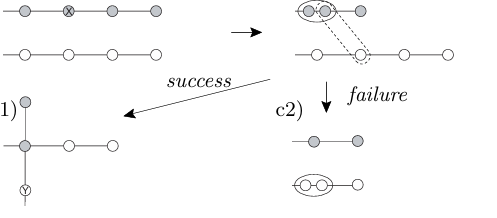 X
success
failure
1)
c2)
Y